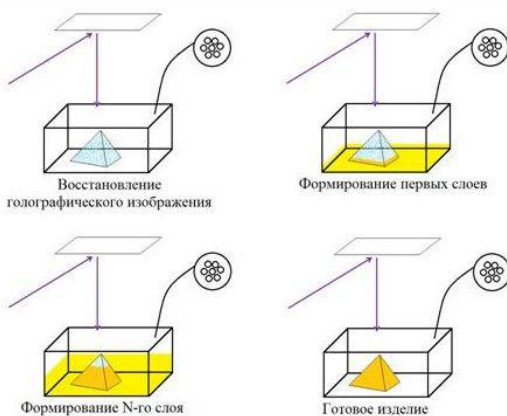 Восстановление
голографического изображения
Формирование первых слоев
Формирование N-го слоя
Готовое изделие